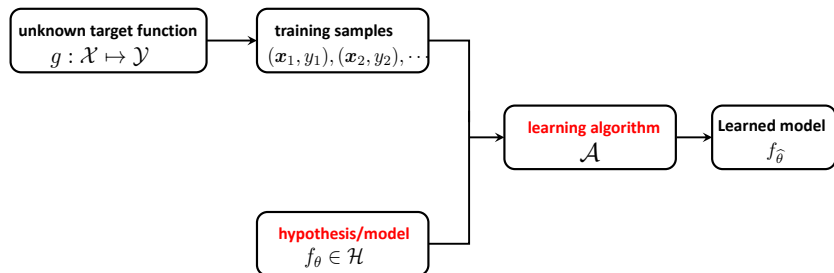 unknown target function
g : 𝒳 ↦ 𝒴
training samples
(𝒙₁, y₁), (𝒙₂, y₂), ⋯
learning algorithm
𝒜
Learned model
f_θ̂
hypothesis/model
f_θ ∈ ℋ